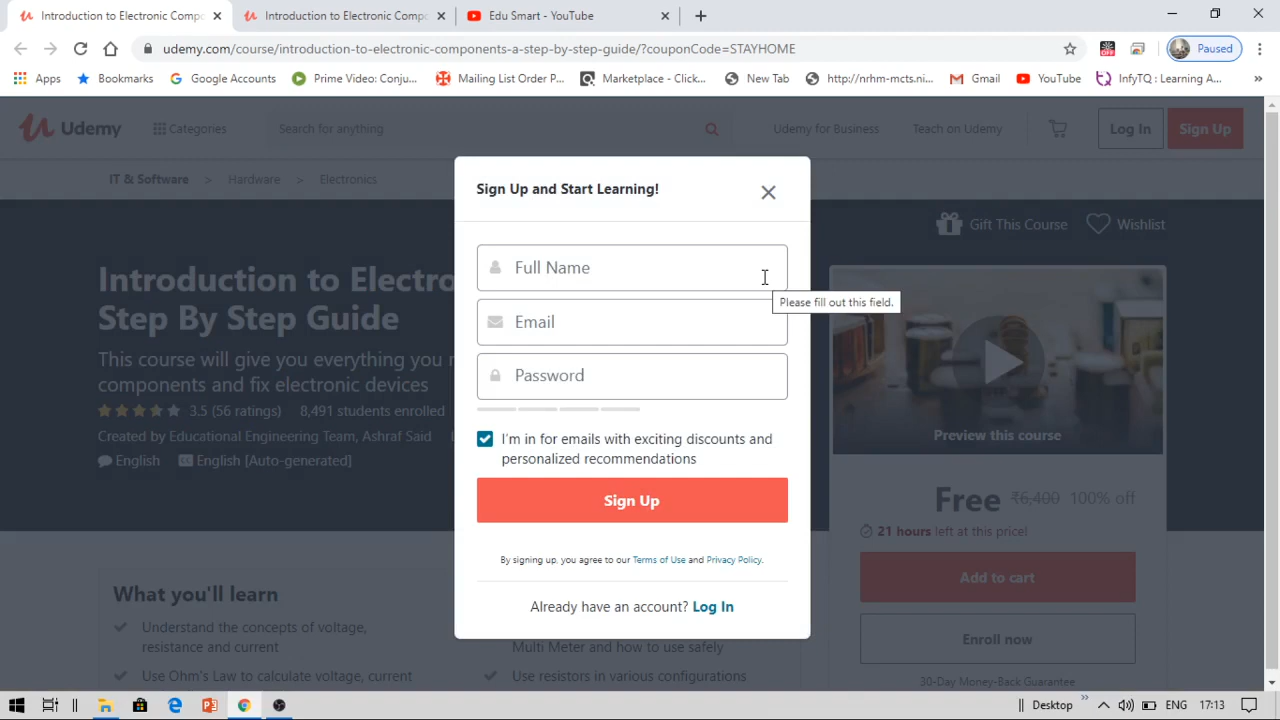 Introduction to Electronic Compo
Introduction to Electronic Compo
Edu Smart - YouTube
udemy.com/course/introduction-to-electronic-components-a-step-by-step-guide/?couponCode=STAYHOME
Paused
Apps
Bookmarks
Google Accounts
Prime Video: Conju...
Mailing List Order P...
Marketplace - Click...
New Tab
http://nrhm-mcts.ni...
Gmail
YouTube
InfyTQ : Learning A...
»
Udemy
Categories
Search for anything
Udemy for Business
Teach on Udemy
Log In
Sign Up
IT & Software > Hardware > Electronics
Sign Up and Start Learning!
Gift This Course
Wishlist
Full Name
Please fill out this field.
Email
Password
I'm in for emails with exciting discounts and
personalized recommendations
Sign Up
By signing up, you agree to our Terms of Use and Privacy Policy.
Already have an account? Log In
Introduction to Electro
Step By Step Guide
This course will give you everything you
components and fix electronic devices
3.5 (56 ratings) 8,491 students enrolled
Created by Educational Engineering Team, Ashraf Said
English
English [Auto-generated]
Preview this course
Free ₹6,400 100% off
21 hours left at this price!
Add to cart
Enroll now
30-Day Money-Back Guarantee
What you'll learn
Understand the concepts of voltage,
resistance and current
Use Ohm's Law to calculate voltage, current
Multi Meter and how to use safely
Use resistors in various configurations
Desktop
»
ENG
17:13